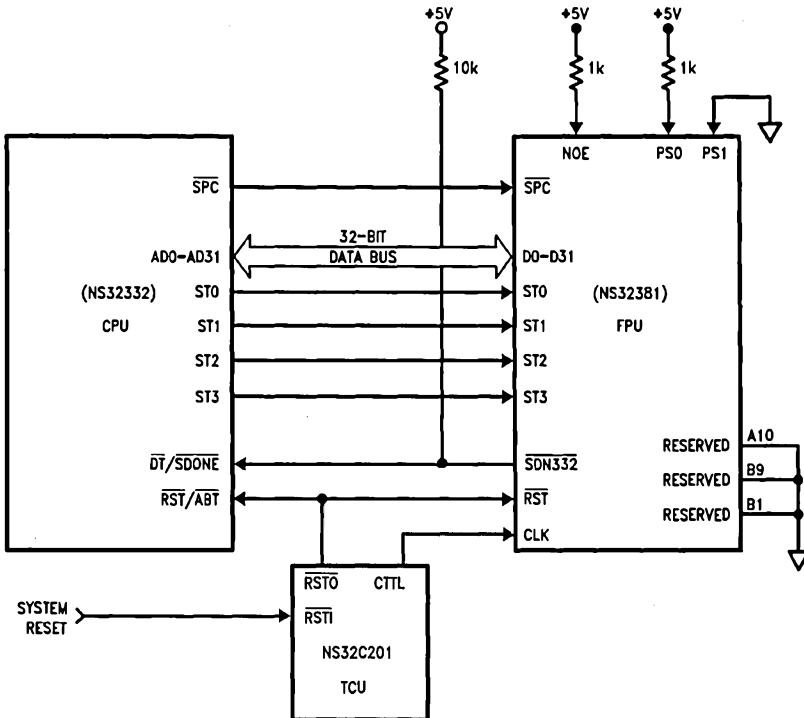 +5V
+5V
+5V
10k
1k
1k
NOE
PS0
PS1
SPC
SPC
32-BIT
DATA BUS
AD0-AD31
D0-D31
(NS32332)
CPU
(NS32381)
FPU
ST0
ST0
ST1
ST1
ST2
ST2
ST3
ST3
RESERVED
A10
DT/SDONE
SDN332
RESERVED
B9
RST/ABT
RST
RESERVED
B1
CLK
RSTO
CTTL
SYSTEM
RESET
RSTI
NS32C201
TCU